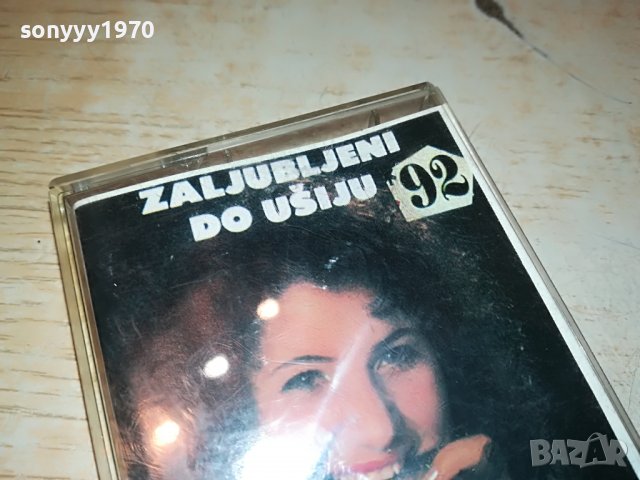 sonyyy1970
ZALJUBLJENI
DO UŠIJU
92
BAZAR